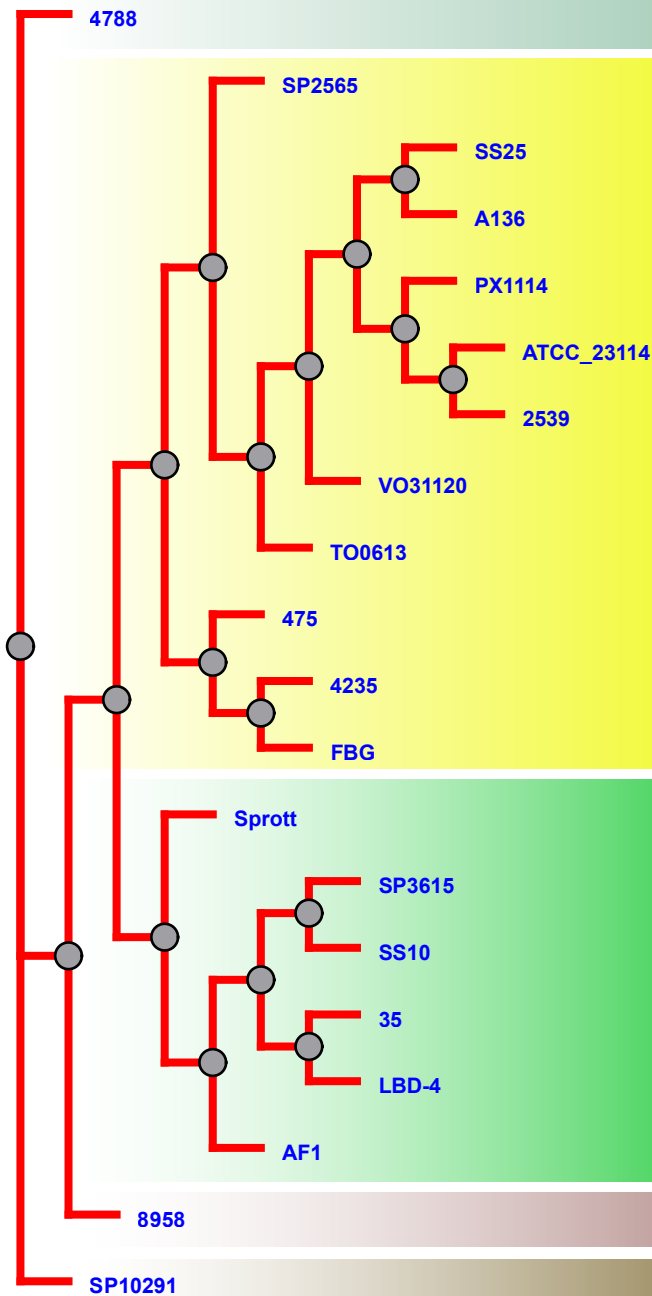 4788
SP2565
SS25
A136
PX1114
ATCC_23114
2539
VO31120
TO0613
475
4235
FBG
Sprott
SP3615
SS10
35
LBD-4
AF1
8958
SP10291